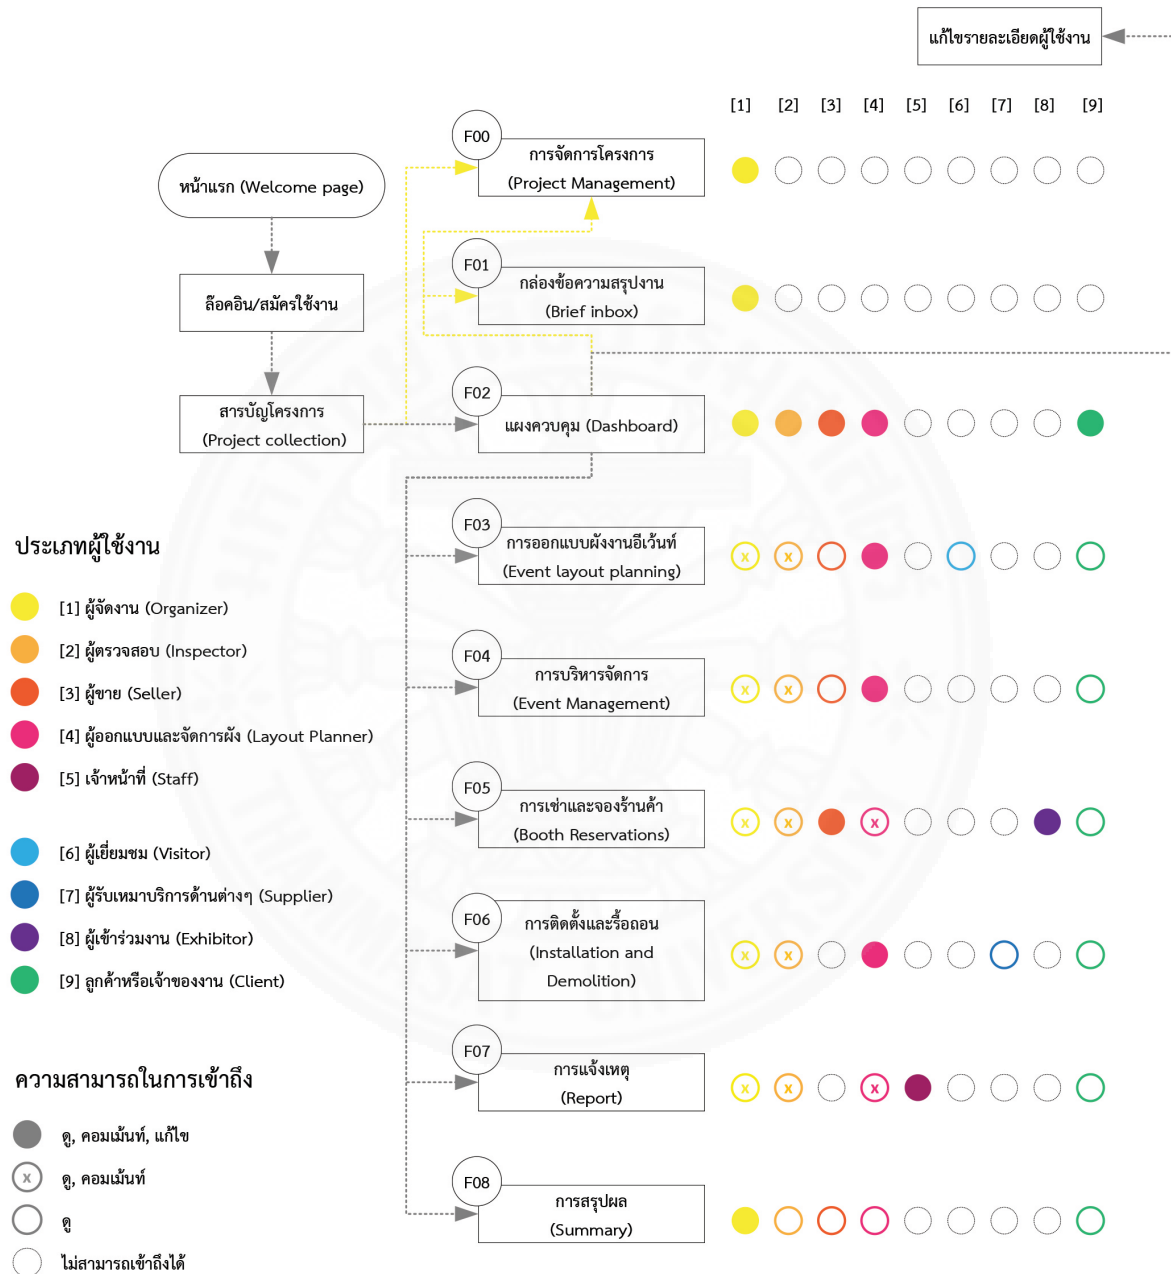 แก้ไขรายละเอียดผู้ใช้งาน
[1] [2] [3] [4] [5] [6] [7] [8] [9]
F00
การจัดการโครงการ
(Project Management)
หน้าแรก (Welcome page)
F01
กล่องข้อความสรุปงาน
(Brief inbox)
ล๊อคอิน/สมัครใช้งาน
F02
แผงควบคุม (Dashboard)
สารบัญโครงการ
(Project collection)
F03
การออกแบบผังงานอีเว้นท์
(Event layout planning)
x x
ประเภทผู้ใช้งาน
[1] ผู้จัดงาน (Organizer)
[2] ผู้ตรวจสอบ (Inspector)
[3] ผู้ขาย (Seller)
[4] ผู้ออกแบบและจัดการผัง (Layout Planner)
[5] เจ้าหน้าที่ (Staff)
[6] ผู้เยี่ยมชม (Visitor)
[7] ผู้รับเหมาบริการด้านต่างๆ (Supplier)
[8] ผู้เข้าร่วมงาน (Exhibitor)
[9] ลูกค้าหรือเจ้าของงาน (Client)
F04
การบริหารจัดการ
(Event Management)
x x
F05
การเช่าและจองร้านค้า
(Booth Reservations)
x x x
F06
การติดตั้งและรื้อถอน
(Installation and
Demolition)
x x
F07
การแจ้งเหตุ
(Report)
x x x
F08
การสรุปผล
(Summary)
ความสามารถในการเข้าถึง
ดู, คอมเม้นท์, แก้ไข
x ดู, คอมเม้นท์
ดู
ไม่สามารถเข้าถึงได้